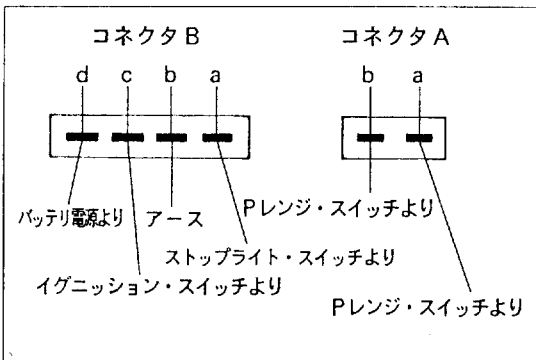 コネクタB
コネクタA
d c b a
b a
バッテリ電源より
アース
Pレンジ・スイッチより
ストップライト・スイッチより
イグニッション・スイッチより
Pレンジ・スイッチより